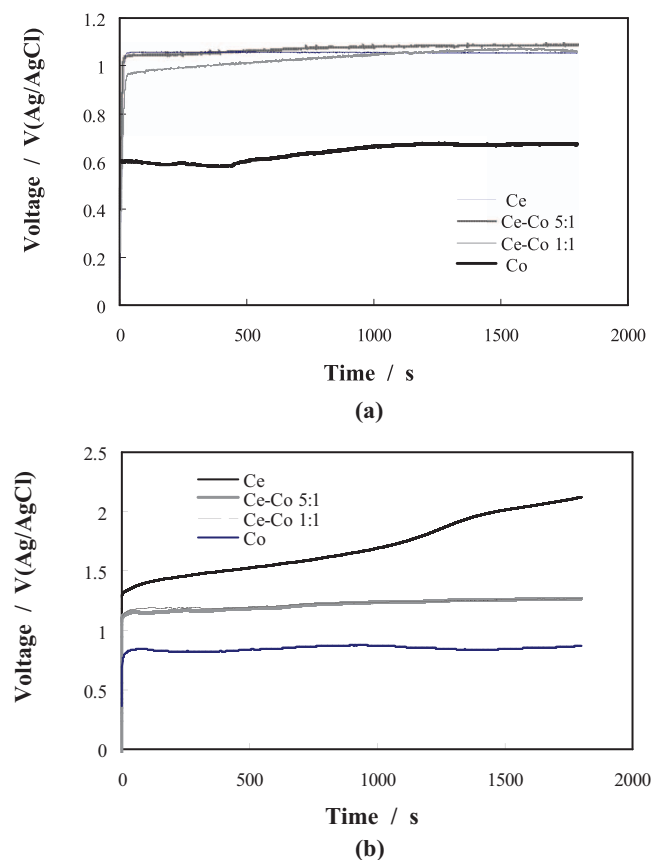 1.2
1
0.8
0.6
0.4
1.2
0
Voltage / V(Ag/AgCl)
Ce
Ce-Co 5:1
Ce-Co 1:1
Co
0
500
1000
1500
2000
Time / s
(a)
2.5
2
1.5
1
0.5
0
Voltage / V(Ag/AgCl)
Ce
Ce-Co 5:1
Ce-Co 1:1
Co
0
500
1000
1500
2000
Time / s
(b)